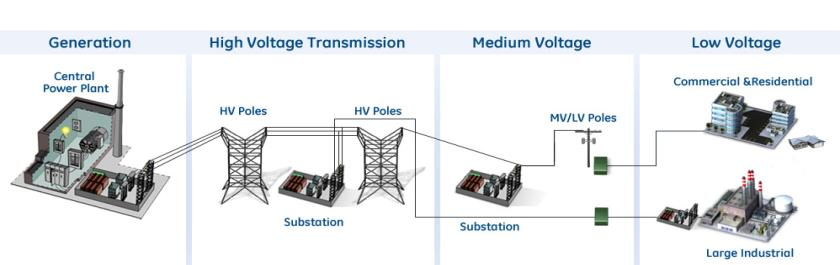 Generation
High Voltage Transmission
Medium Voltage
Low Voltage
Central
Power Plant
HV Poles
HV Poles
Substation
MV/LV Poles
Substation
Commercial &Residential
Large Industrial